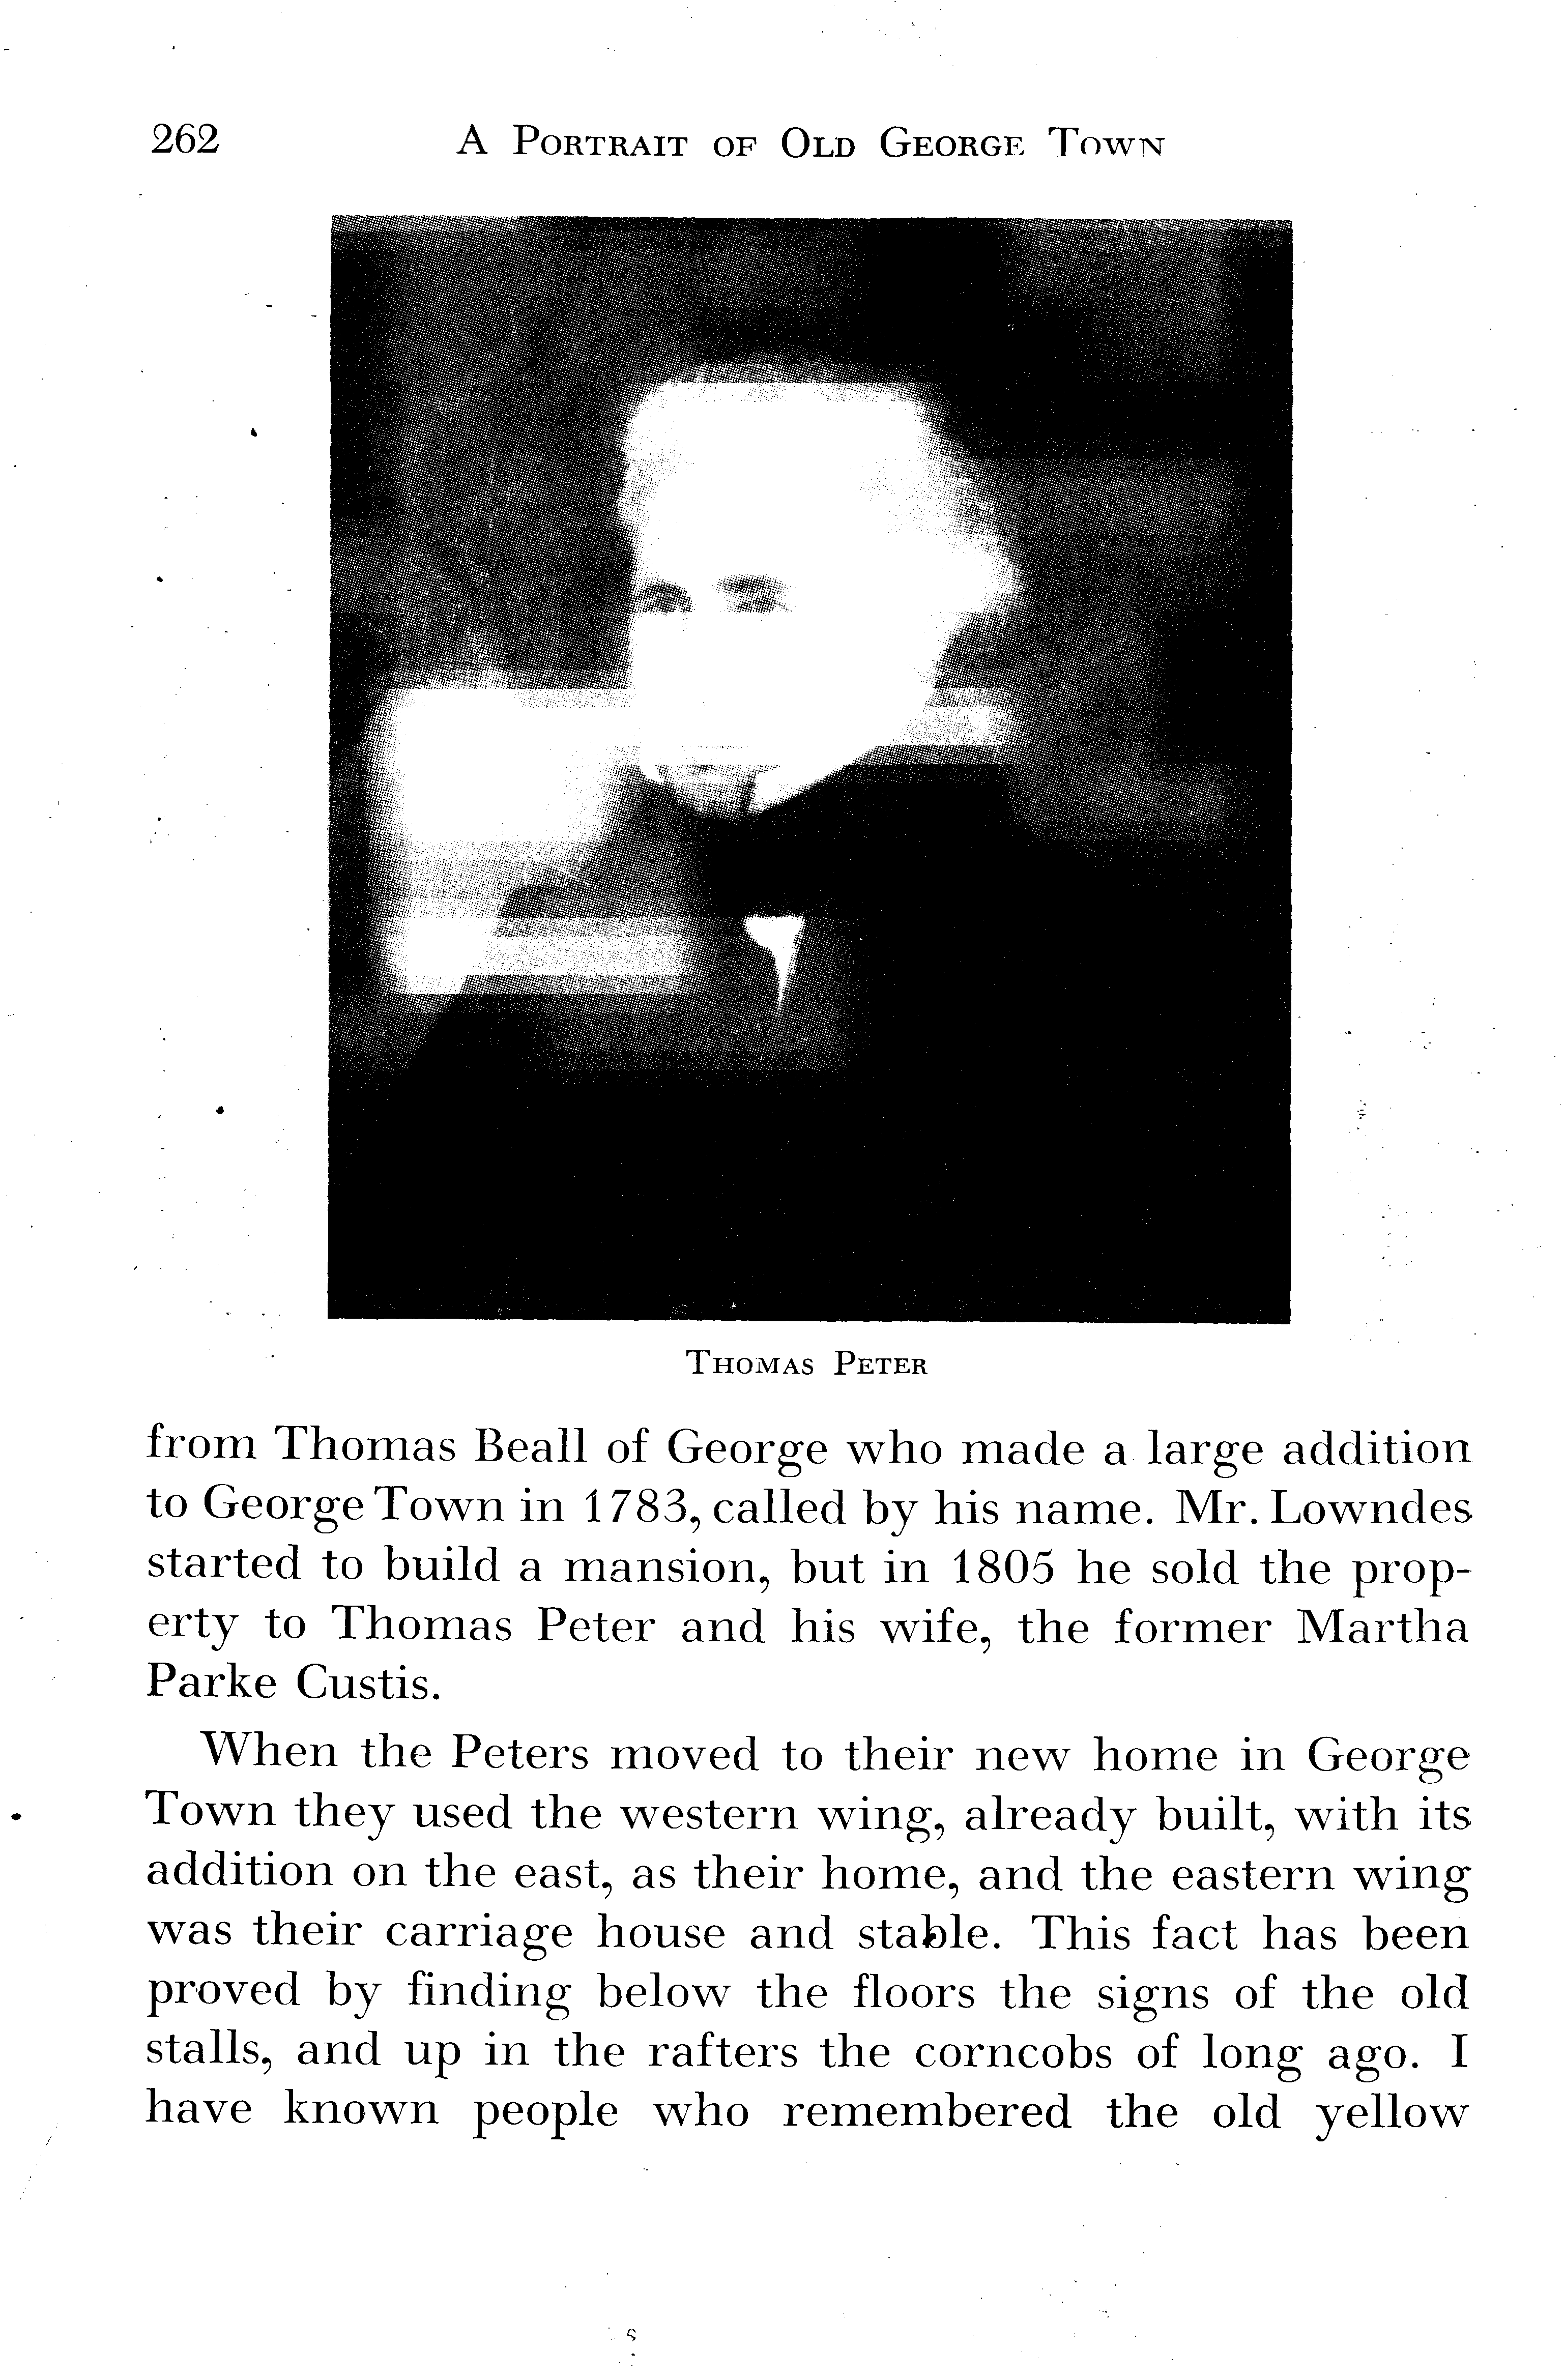 262 A Portrait of Old George Town
Thomas Peter
from Thomas Beall of George who made a large addition
to George Town in 1783, called by his name. Mr. Lowndes
started to build a mansion, but in 1805 he sold the prop-
erty to Thomas Peter and his wife, the former Martha
Parke Custis.
When the Peters moved to their new home in George
Town they used the western wing, already built, with its
addition on the east, as their home, and the eastern wing
was their carriage house and stable. This fact has been
proved by finding below the floors the signs of the old
stalls, and up in the rafters the corncobs of long ago. I
have known people who remembered the old yellow